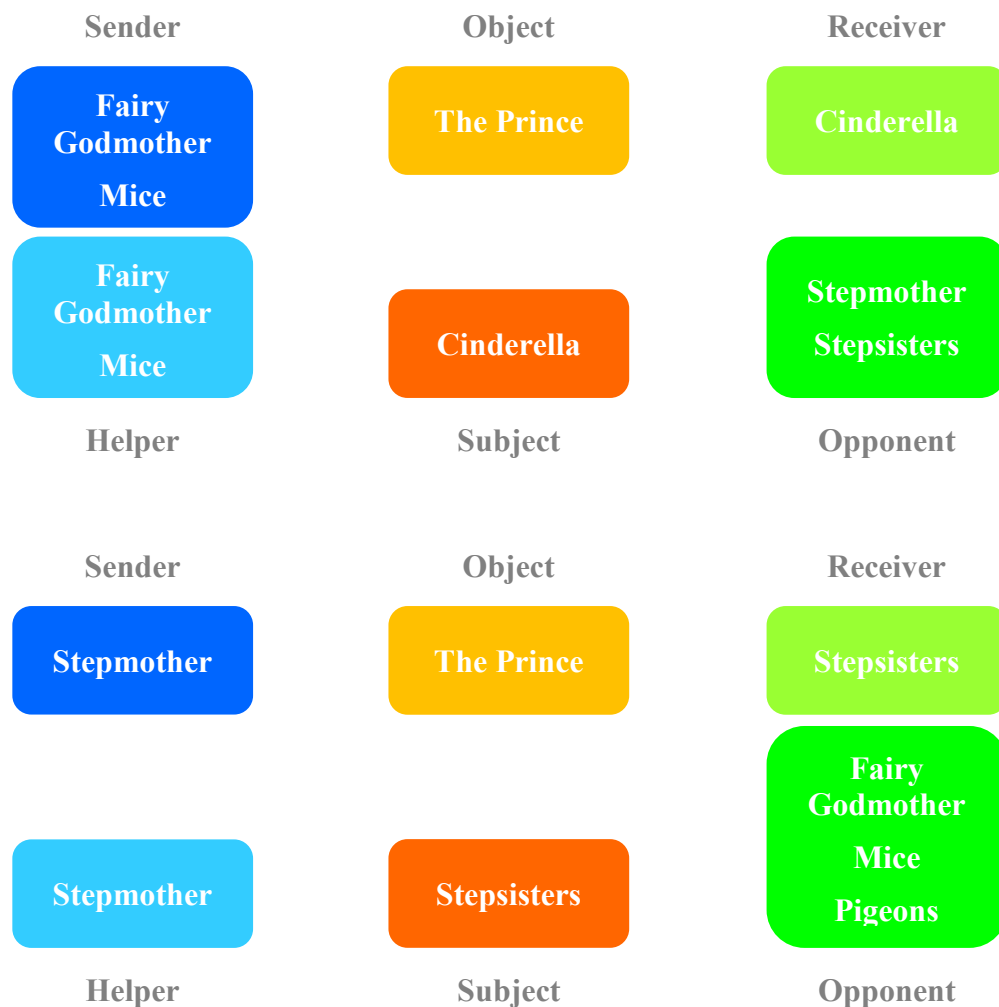 Sender
Object
Receiver
Fairy
Godmother
Mice
The Prince
Cinderella
Fairy
Godmother
Mice
Cinderella
Stepmother
Stepsisters
Helper
Subject
Opponent
Sender
Object
Receiver
Stepmother
The Prince
Stepsisters
Stepmother
Stepsisters
Fairy
Godmother
Mice
Pigeons
Helper
Subject
Opponent